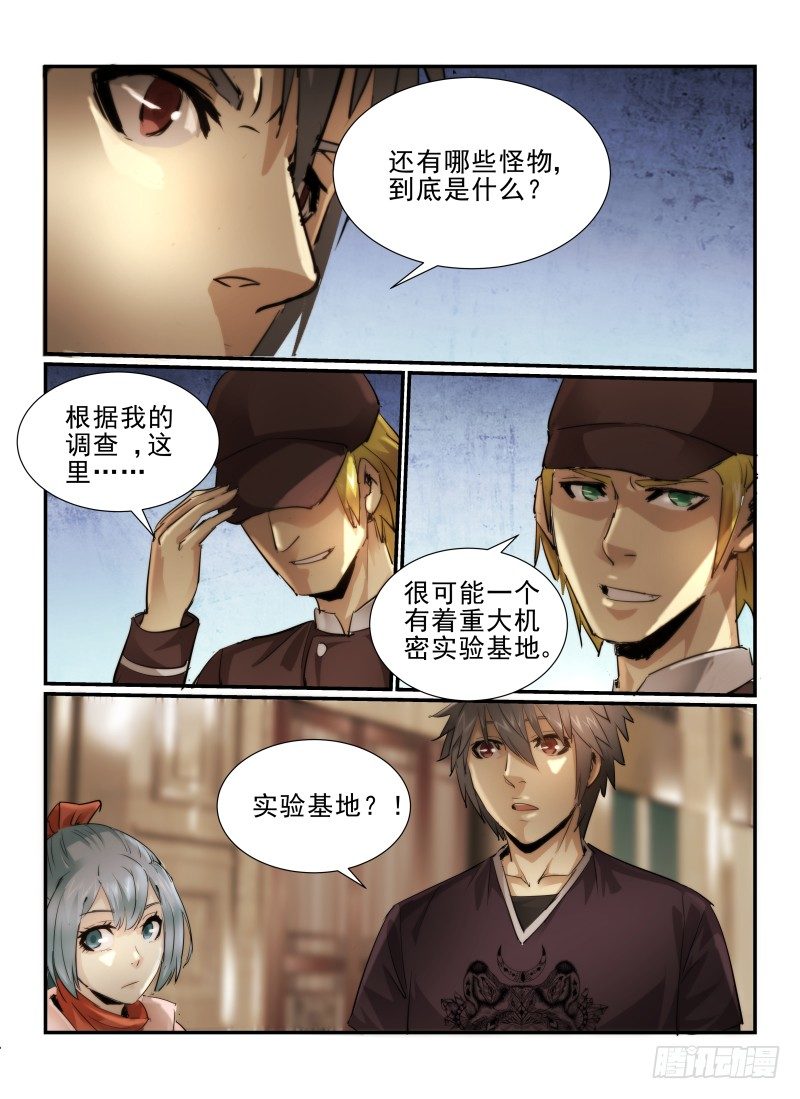 还有哪些怪物，
到底是什么？
根据我的
调查，这
里……
很可能一个
有着重大机
密实验基地。
实验基地？！
腾讯动漫